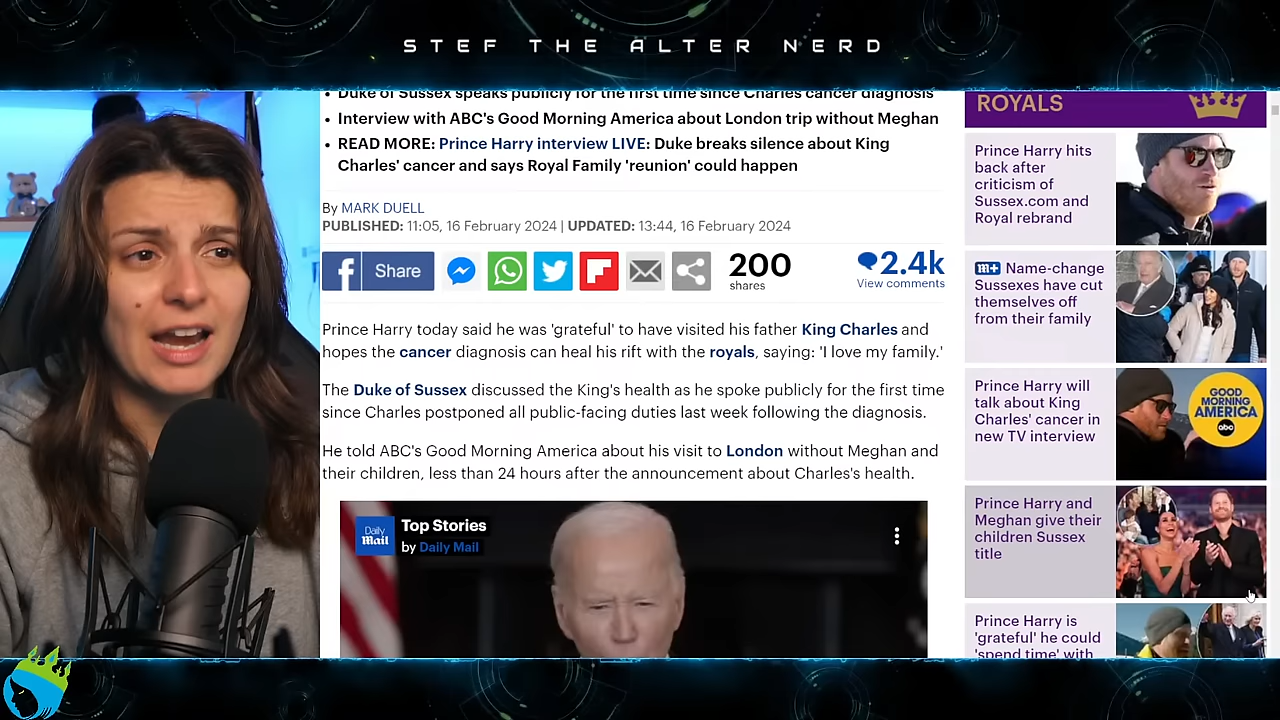 STEF THE ALTER NERD
Duke of Sussex speaks publicly for the first time since Charles cancer diagnosis
Interview with ABC's Good Morning America about London trip without Meghan
READ MORE: Prince Harry interview LIVE: Duke breaks silence about King
Charles' cancer and says Royal Family 'reunion' could happen
By MARK DUELL
PUBLISHED: 11:05, 16 February 2024 | UPDATED: 13:44, 16 February 2024
f Share
200
shares
2.4k
View comments
Prince Harry today said he was 'grateful' to have visited his father King Charles and
hopes the cancer diagnosis can heal his rift with the royals, saying: 'I love my family.'
The Duke of Sussex discussed the King's health as he spoke publicly for the first time
since Charles postponed all public-facing duties last week following the diagnosis.
He told ABC's Good Morning America about his visit to London without Meghan and
their children, less than 24 hours after the announcement about Charles's health.
Daily
Mail
Top Stories
by Daily Mail
ROYALS
Prince Harry hits
back after
criticism of
Sussex.com and
Royal rebrand
m+ Name-change
Sussexes have cut
themselves off
from their family
Prince Harry will
talk about King
Charles' cancer in
new TV interview
GOOD
MORNING
AMERICA
abc
Prince Harry and
Meghan give their
children Sussex
title
Prince Harry is
'grateful' he could
'spend time' with